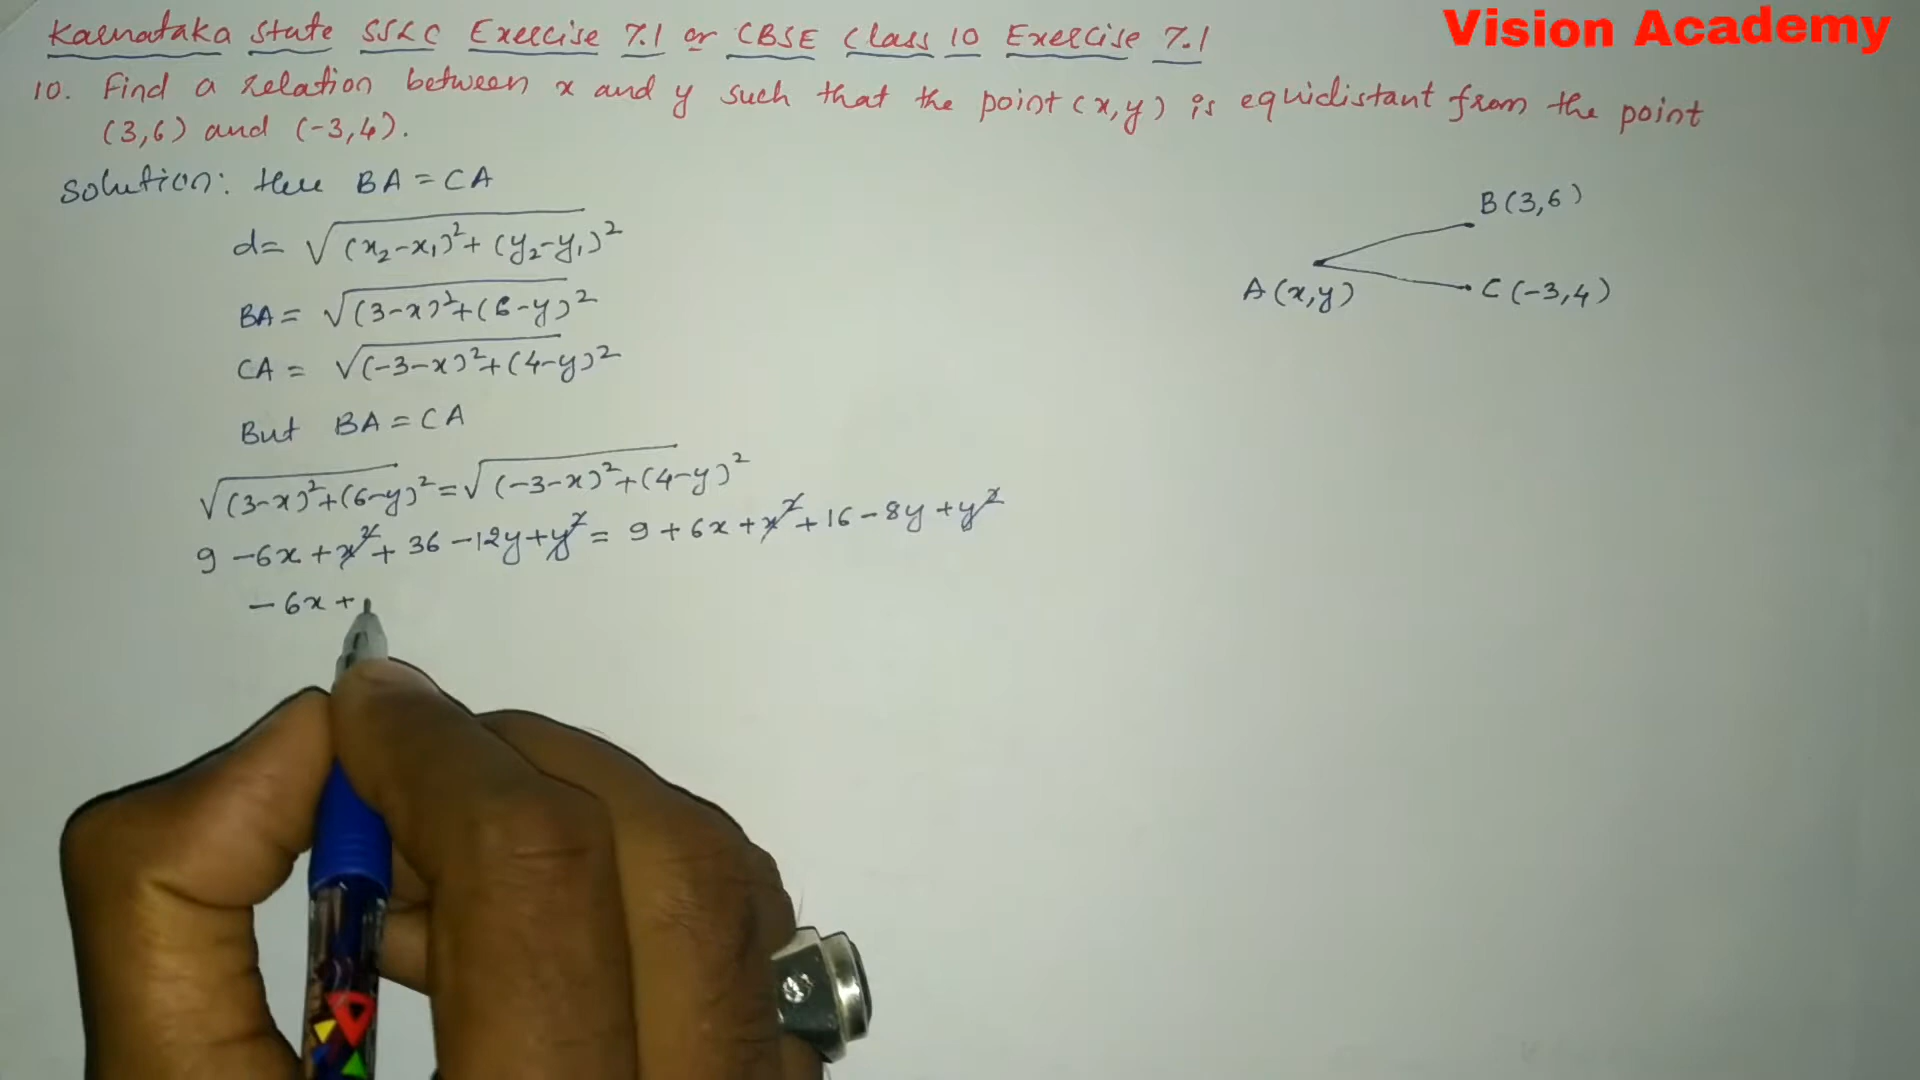 Karnataka State SSLC Exercise 7.1 or CBSE Class 10 Exercise 7.1
Vision Academy
10. Find a relation between x and y such that the point (x,y) is equidistant from the point
(3,6) and (-3,4).
Solution: Here BA = CA
d = √(x₂-x₁)²+(y₂-y₁)²
BA = √(3-x)²+(6-y)²
CA = √(-3-x)²+(4-y)²
But BA = CA
√(3-x)²+(6-y)² = √(-3-x)²+(4-y)²
9 -6x + x² + 36 -12y + y² = 9 + 6x + x² + 16 - 8y + y²
- 6x +
B(3,6)
A(x,y)
C(-3,4)